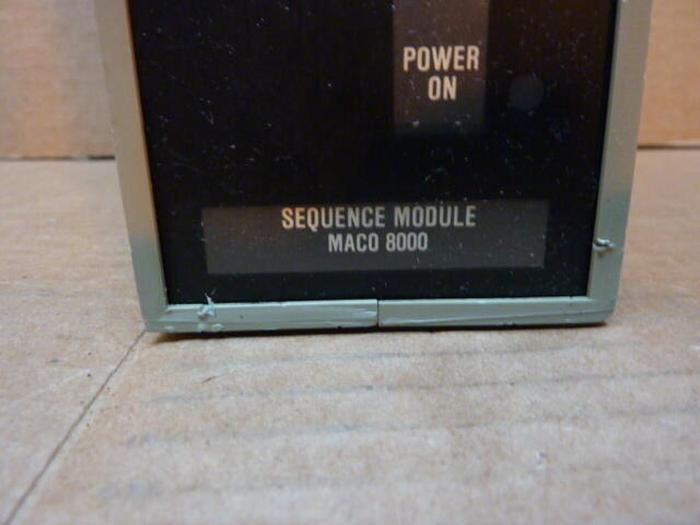 POWER
ON
SEQUENCE MODULE
MACO 8000